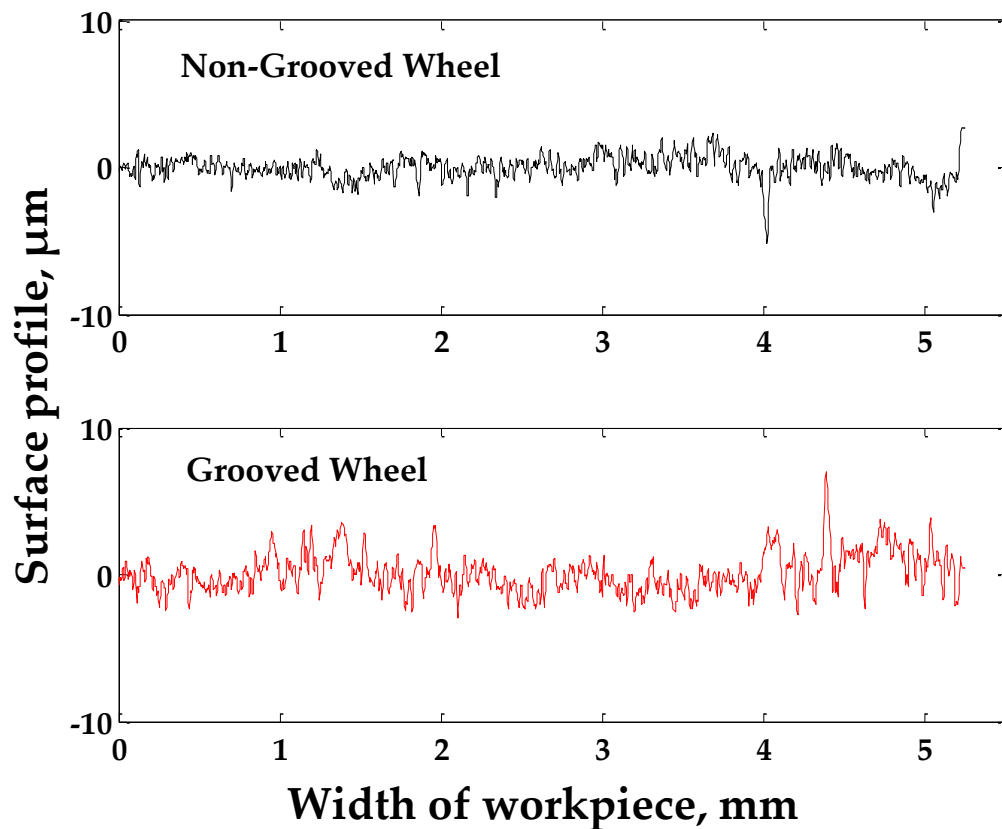 10
Non-Grooved Wheel
0
-10
0 1 2 3 4 5
Surface profile, μm
10
Grooved Wheel
0
-10
0 1 2 3 4 5
Width of workpiece, mm